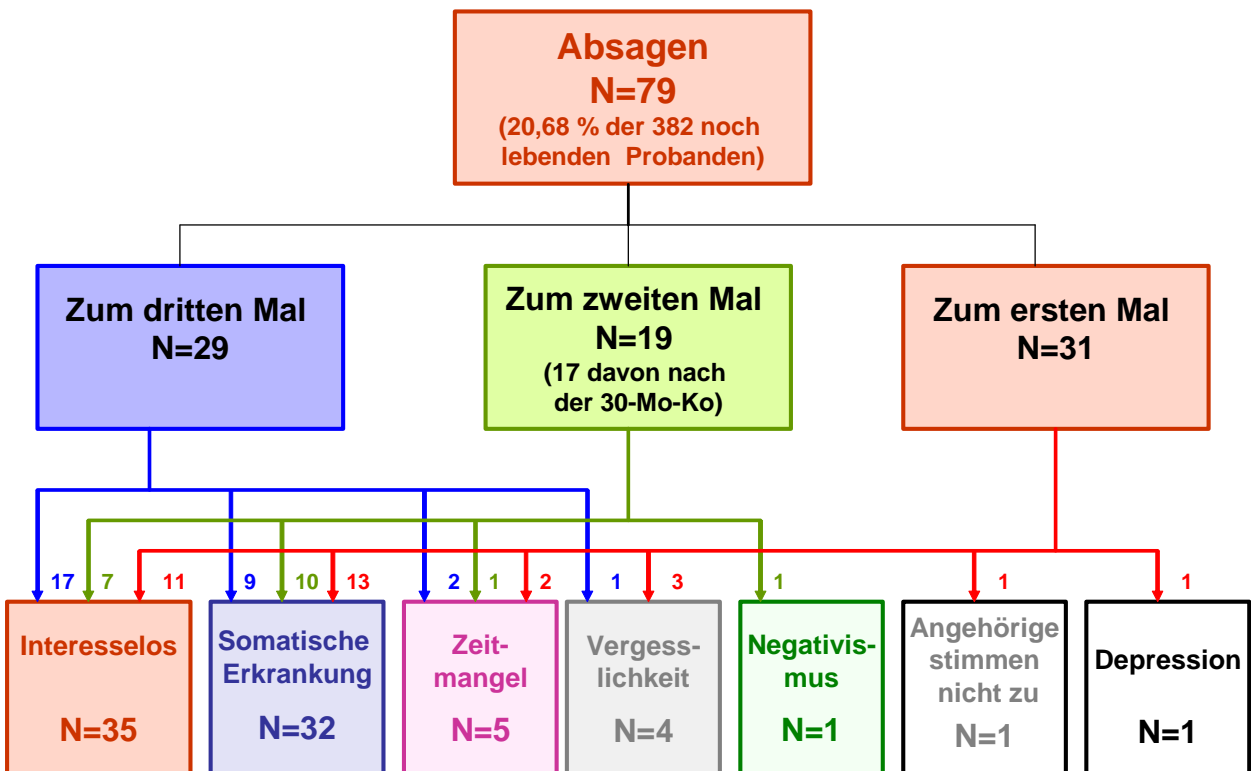 Absagen
N=79
(20,68 % der 382 noch
lebenden Probanden)
Zum dritten Mal
N=29
Zum zweiten Mal
N=19
(17 davon nach
der 30-Mo-Ko)
Zum ersten Mal
N=31
17 7 11 9 10 13 2 1 2 1 3 1 1 1
Interesselos
N=35
Somatische
Erkrankung
N=32
Zeit-
mangel
N=5
Vergess-
lichkeit
N=4
Negativis-
mus
N=1
Angehörige
stimmen
nicht zu
N=1
Depression
N=1